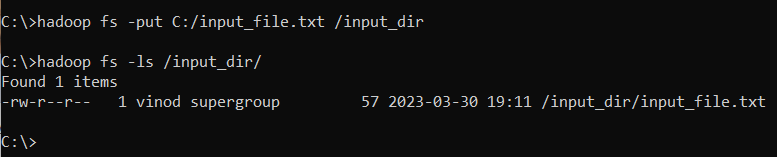 C:\>hadoop fs -put C:/input_file.txt /input_dir
C:\>hadoop fs -ls /input_dir/
Found 1 items
-rw-r--r--   1 vinod supergroup         57 2023-03-30 19:11 /input_dir/input_file.txt
C:\>